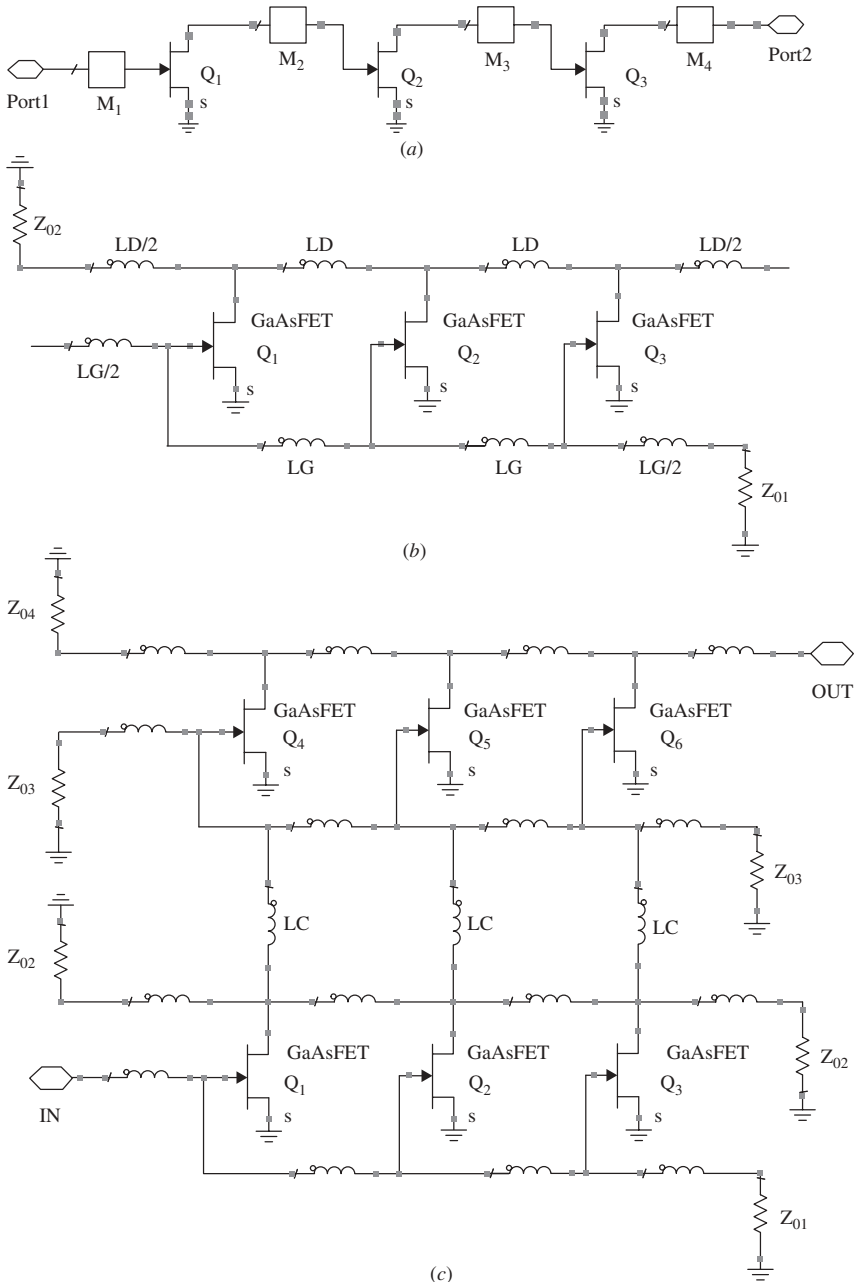 M₂ M₃ M₄ Port2
Port1 M₁ Q₁ Q₂ Q₃
s s s
(a)
Z₀₂
LD/2 LD LD LD/2
GaAsFET GaAsFET GaAsFET
Q₁ Q₂ Q₃
LG/2 s s s
LG LG LG/2
Z₀₁
(b)
Z₀₄
OUT
GaAsFET GaAsFET GaAsFET
Q₄ Q₅ Q₆
Z₀₃ s s s
Z₀₃
LC LC LC
Z₀₂
GaAsFET GaAsFET GaAsFET
Z₀₂
Q₁ Q₂ Q₃
IN s s s
Z₀₁
(c)